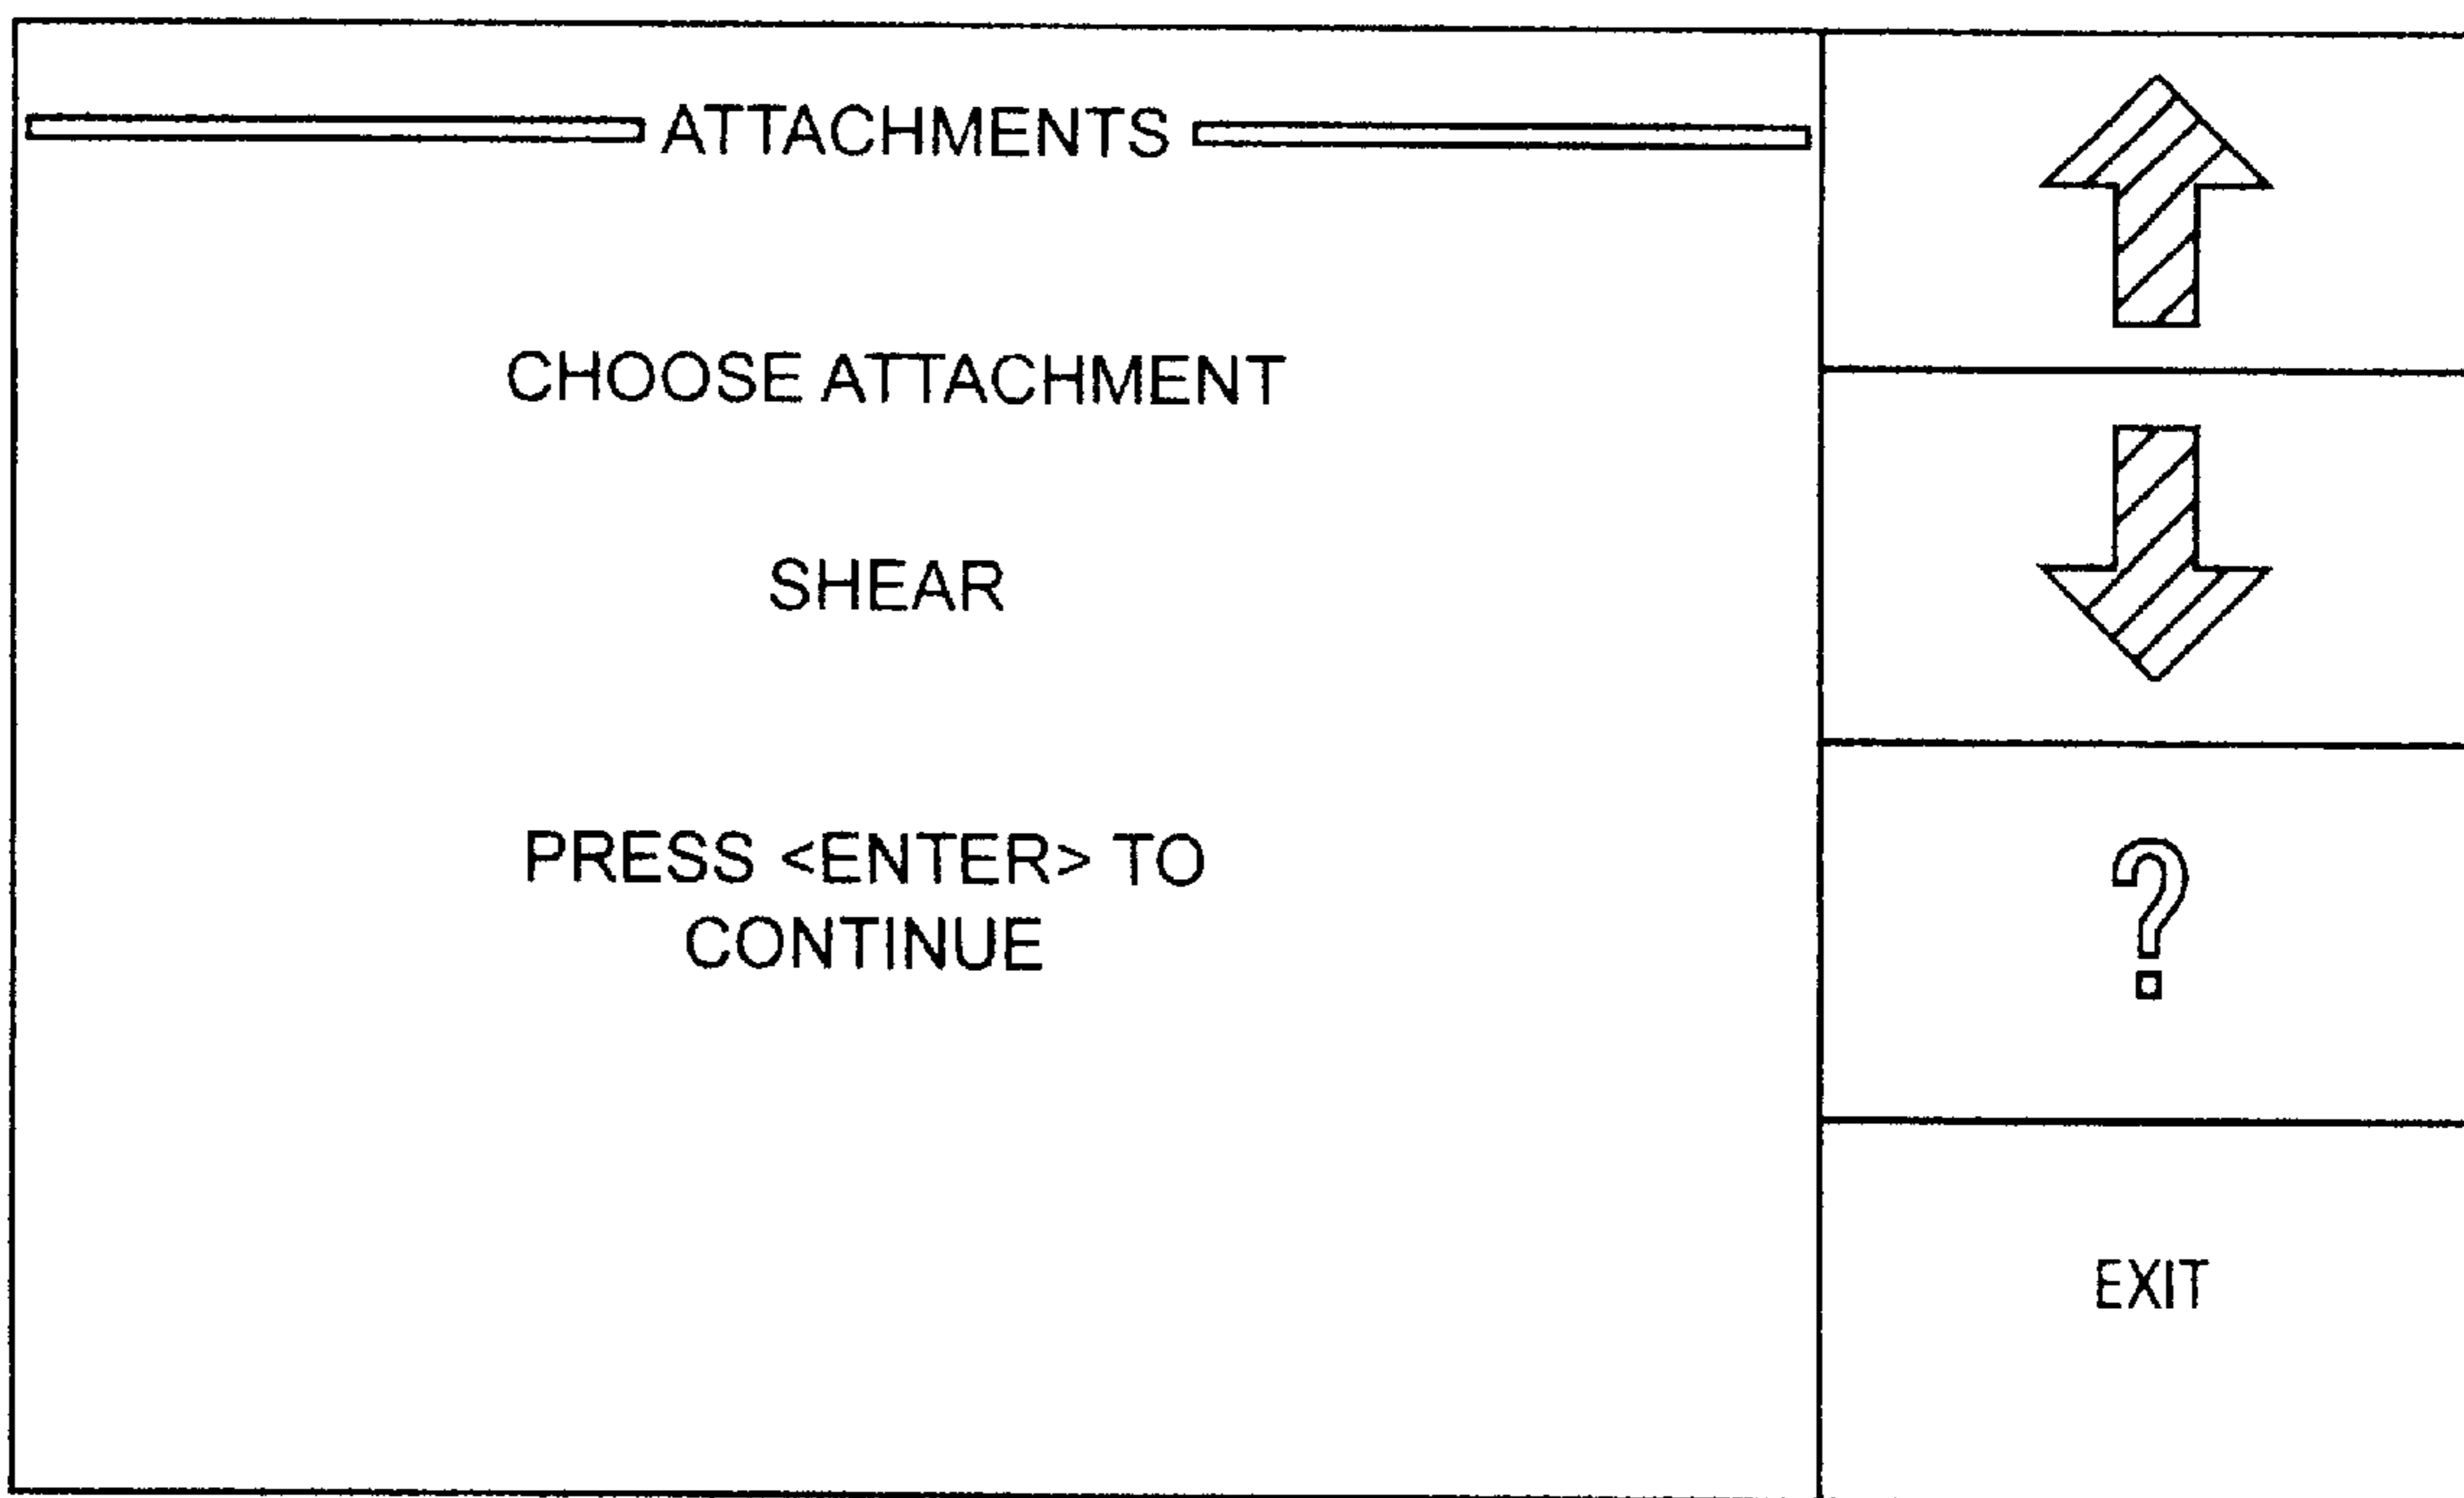 ATTACHMENTS
CHOOSE ATTACHMENT
SHEAR
PRESS <ENTER> TO
CONTINUE
?
EXIT